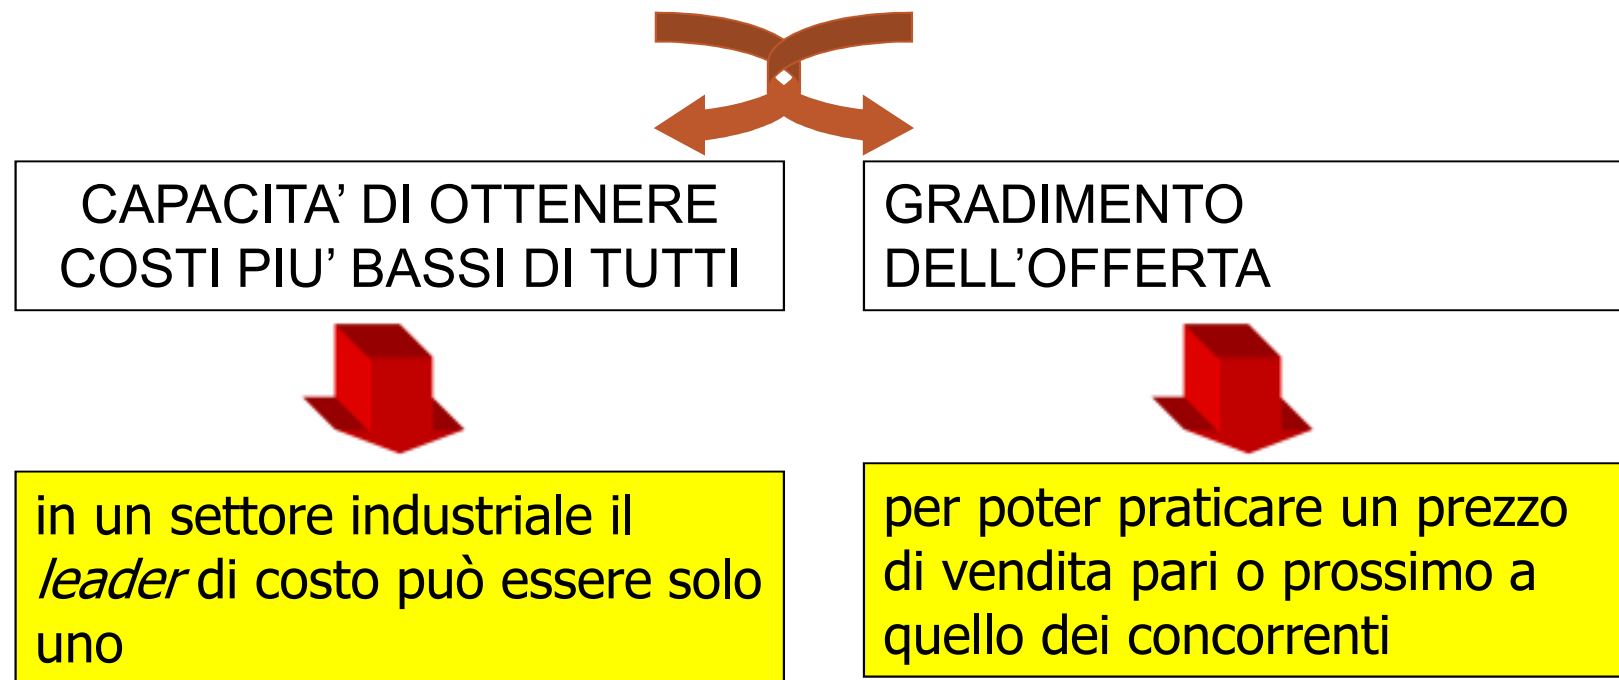 CAPACITA’ DI OTTENERE
COSTI PIU’ BASSI DI TUTTI
GRADIMENTO
DELL’OFFERTA
in un settore industriale il
leader di costo può essere solo
uno
per poter praticare un prezzo
di vendita pari o prossimo a
quello dei concorrenti